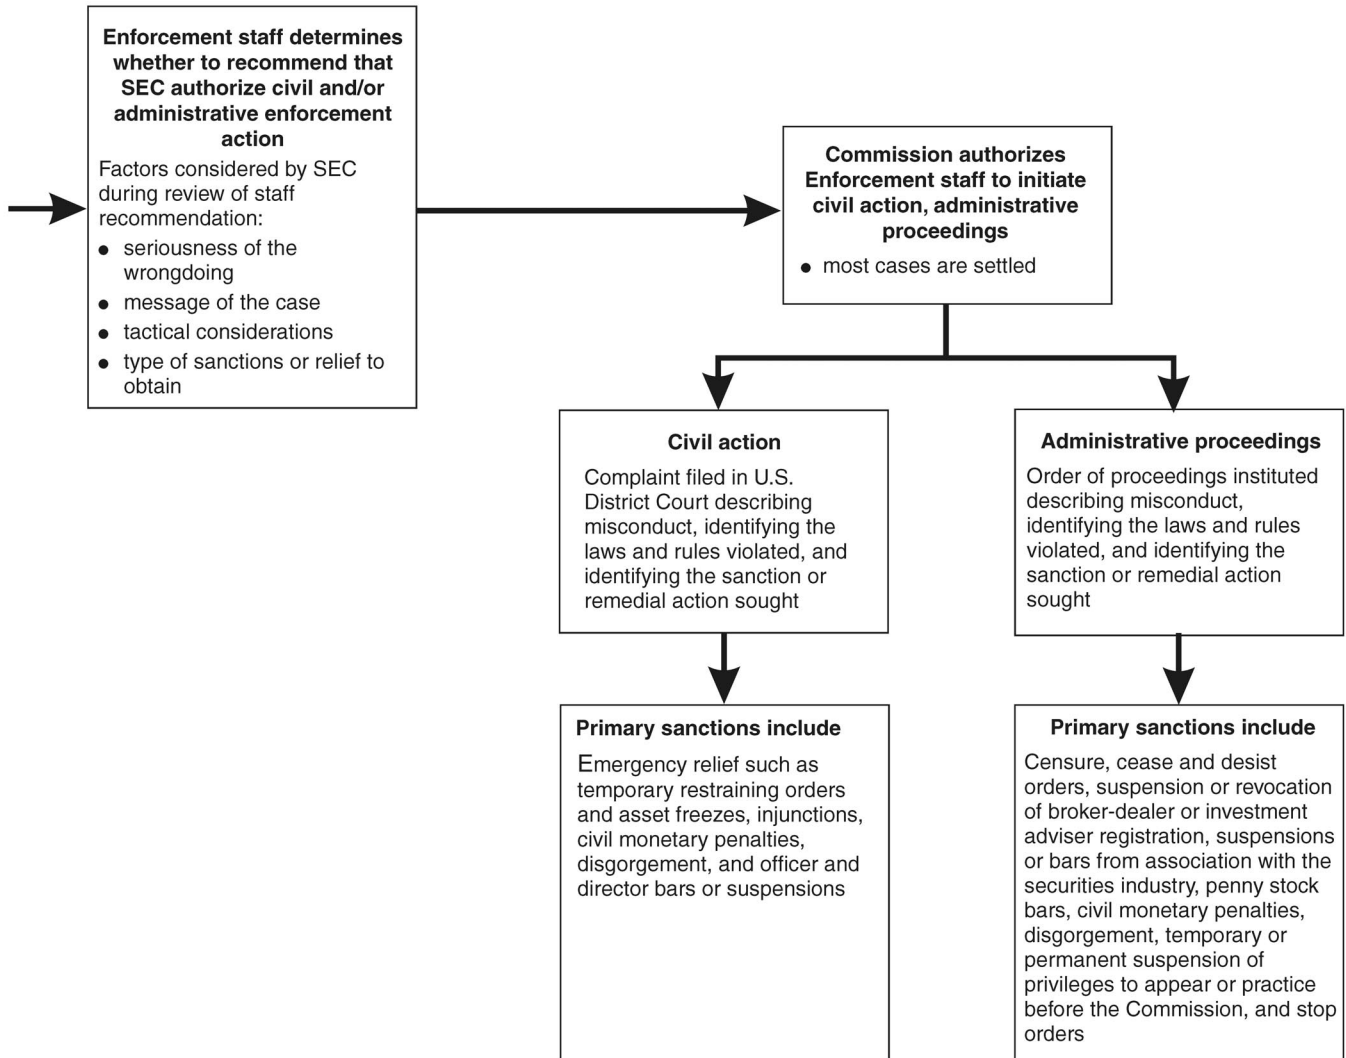 Enforcement staff determines
whether to recommend that
SEC authorize civil and/or
administrative enforcement
action
Factors considered by SEC
during review of staff
recommendation:
● seriousness of the
wrongdoing
● message of the case
● tactical considerations
● type of sanctions or relief to
obtain
Commission authorizes
Enforcement staff to initiate
civil action, administrative
proceedings
● most cases are settled
Civil action
Complaint filed in U.S.
District Court describing
misconduct, identifying the
laws and rules violated, and
identifying the sanction or
remedial action sought
Administrative proceedings
Order of proceedings instituted
describing misconduct,
identifying the laws and rules
violated, and identifying the
sanction or remedial action
sought
Primary sanctions include
Emergency relief such as
temporary restraining orders
and asset freezes, injunctions,
civil monetary penalties,
disgorgement, and officer and
director bars or suspensions
Primary sanctions include
Censure, cease and desist
orders, suspension or revocation
of broker-dealer or investment
adviser registration, suspensions
or bars from association with the
securities industry, penny stock
bars, civil monetary penalties,
disgorgement, temporary or
permanent suspension of
privileges to appear or practice
before the Commission, and stop
orders